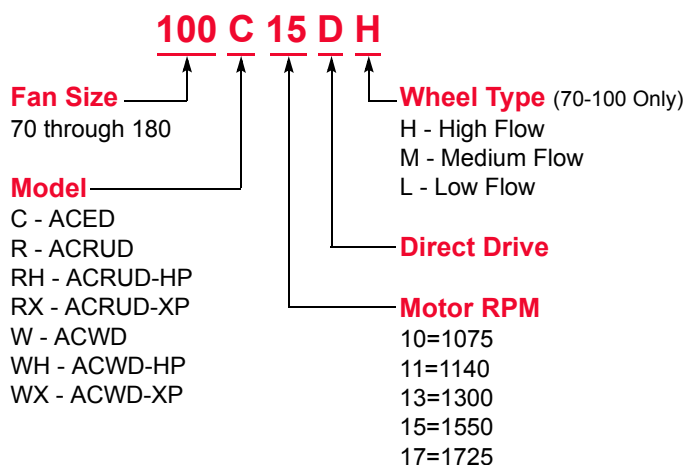 100 C 15 D H
Fan Size
70 through 180
Model
C - ACED
R - ACRUD
RH - ACRUD-HP
RX - ACRUD-XP
W - ACWD
WH - ACWD-HP
WX - ACWD-XP
Wheel Type (70-100 Only)
H - High Flow
M - Medium Flow
L - Low Flow
Direct Drive
Motor RPM
10=1075
11=1140
13=1300
15=1550
17=1725